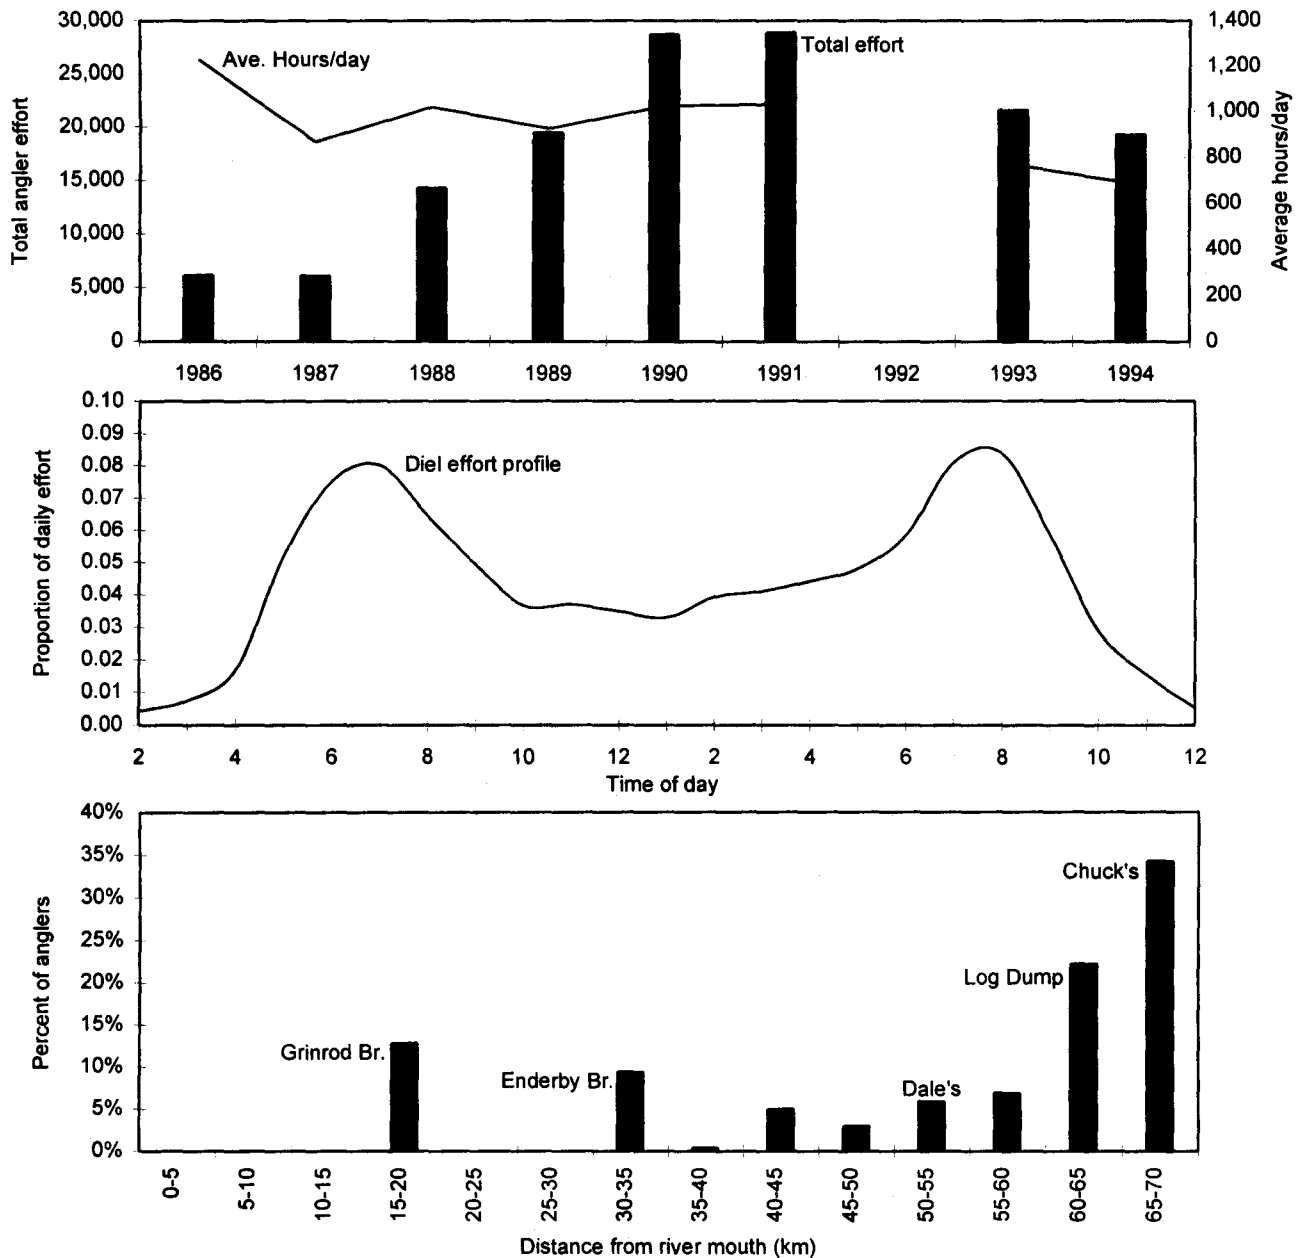 30,000
25,000
20,000
15,000
10,000
5,000
0
Total angler effort
Ave. Hours/day
Total effort
1,400
1,200
1,000
800
600
400
200
0
Average hours/day
1986 1987 1988 1989 1990 1991 1992 1993 1994
0.10
0.09
0.08
0.07
0.06
0.05
0.04
0.03
0.02
0.01
0.00
Proportion of daily effort
Diel effort profile
2 4 6 8 10 12 2 4 6 8 10 12
Time of day
40%
35%
30%
25%
20%
15%
10%
5%
0%
Percent of anglers
Grinrod Br.
Enderby Br.
Dale's
Log Dump
Chuck's
0-5 5-10 10-15 15-20 20-25 25-30 30-35 35-40 40-45 45-50 50-55 55-60 60-65 65-70
Distance from river mouth (km)